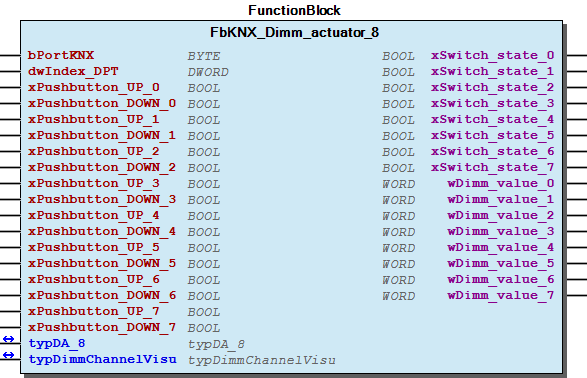 FunctionBlock
FbKNX_Dimm_actuator_8
bPortKNX BYTE BOOL xSwitch_state_0
dwIndex_DPT DWORD BOOL xSwitch_state_1
xPushbutton_UP_0 BOOL BOOL xSwitch_state_2
xPushbutton_DOWN_0 BOOL BOOL xSwitch_state_3
xPushbutton_UP_1 BOOL BOOL xSwitch_state_4
xPushbutton_DOWN_1 BOOL BOOL xSwitch_state_5
xPushbutton_UP_2 BOOL BOOL xSwitch_state_6
xPushbutton_DOWN_2 BOOL BOOL xSwitch_state_7
xPushbutton_UP_3 BOOL WORD wDimm_value_0
xPushbutton_DOWN_3 BOOL WORD wDimm_value_1
xPushbutton_UP_4 BOOL WORD wDimm_value_2
xPushbutton_DOWN_4 BOOL WORD wDimm_value_3
xPushbutton_UP_5 BOOL WORD wDimm_value_4
xPushbutton_DOWN_5 BOOL WORD wDimm_value_5
xPushbutton_UP_6 BOOL WORD wDimm_value_6
xPushbutton_DOWN_6 BOOL WORD wDimm_value_7
xPushbutton_UP_7 BOOL
xPushbutton_DOWN_7 BOOL
typDA_8 typDA_8
typDimmChannelVisu typDimmChannelVisu